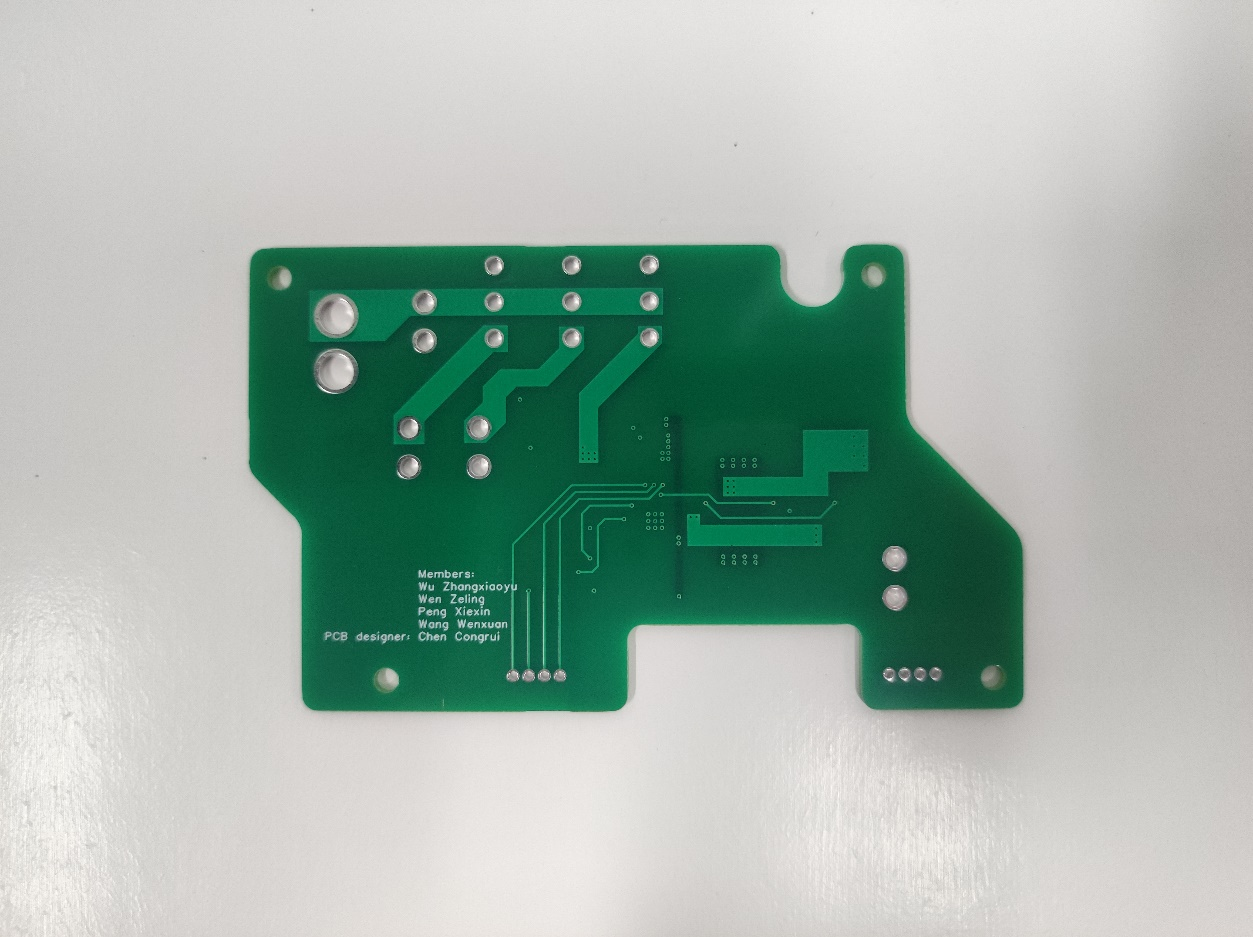 Members:
Wu Zhangxiaoyu
Wen Zeling
Peng Xiexin
Wang Wenxuan
PCB designer: Chen Congrui